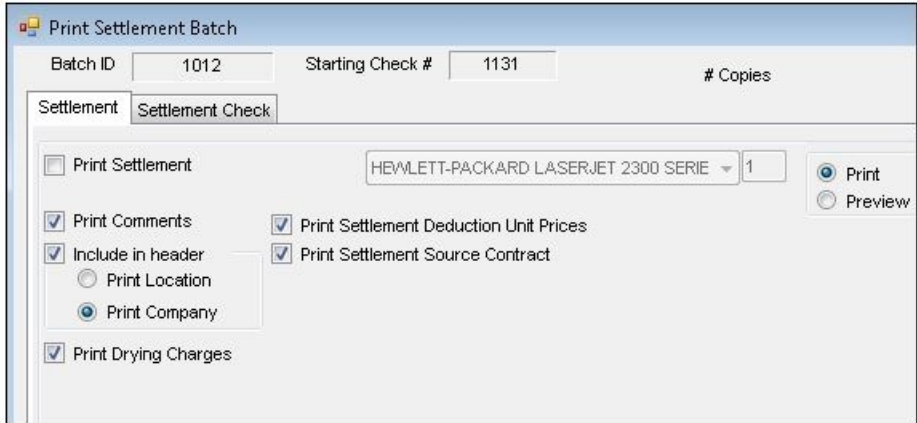 Print Settlement Batch
Batch ID 1012 Starting Check # 1131 # Copies
Settlement Settlement Check
Print Settlement HEWLETT-PACKARD LASERJET 2300 SERIE 1 Print
Preview
Print Comments Print Settlement Deduction Unit Prices
Include in header Print Settlement Source Contract
Print Location
Print Company
Print Drying Charges